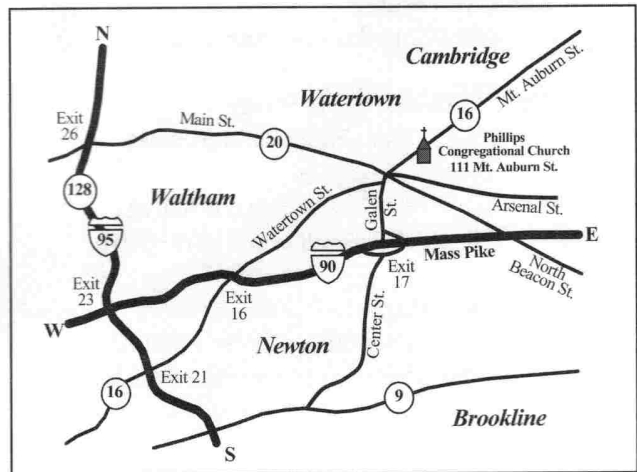 N
Cambridge
Watertown
Mt. Auburn St.
16
Exit
26
Main St.
20
Phillips
Congregational Church
111 Mt. Auburn St.
128
Waltham
Watertown St.
Galen
St.
Arsenal St.
95
E
90
Mass Pike
North
Beacon St.
Exit
23
Exit
16
Exit
17
W
Newton
Center St.
Exit 21
16
9
Brookline
S